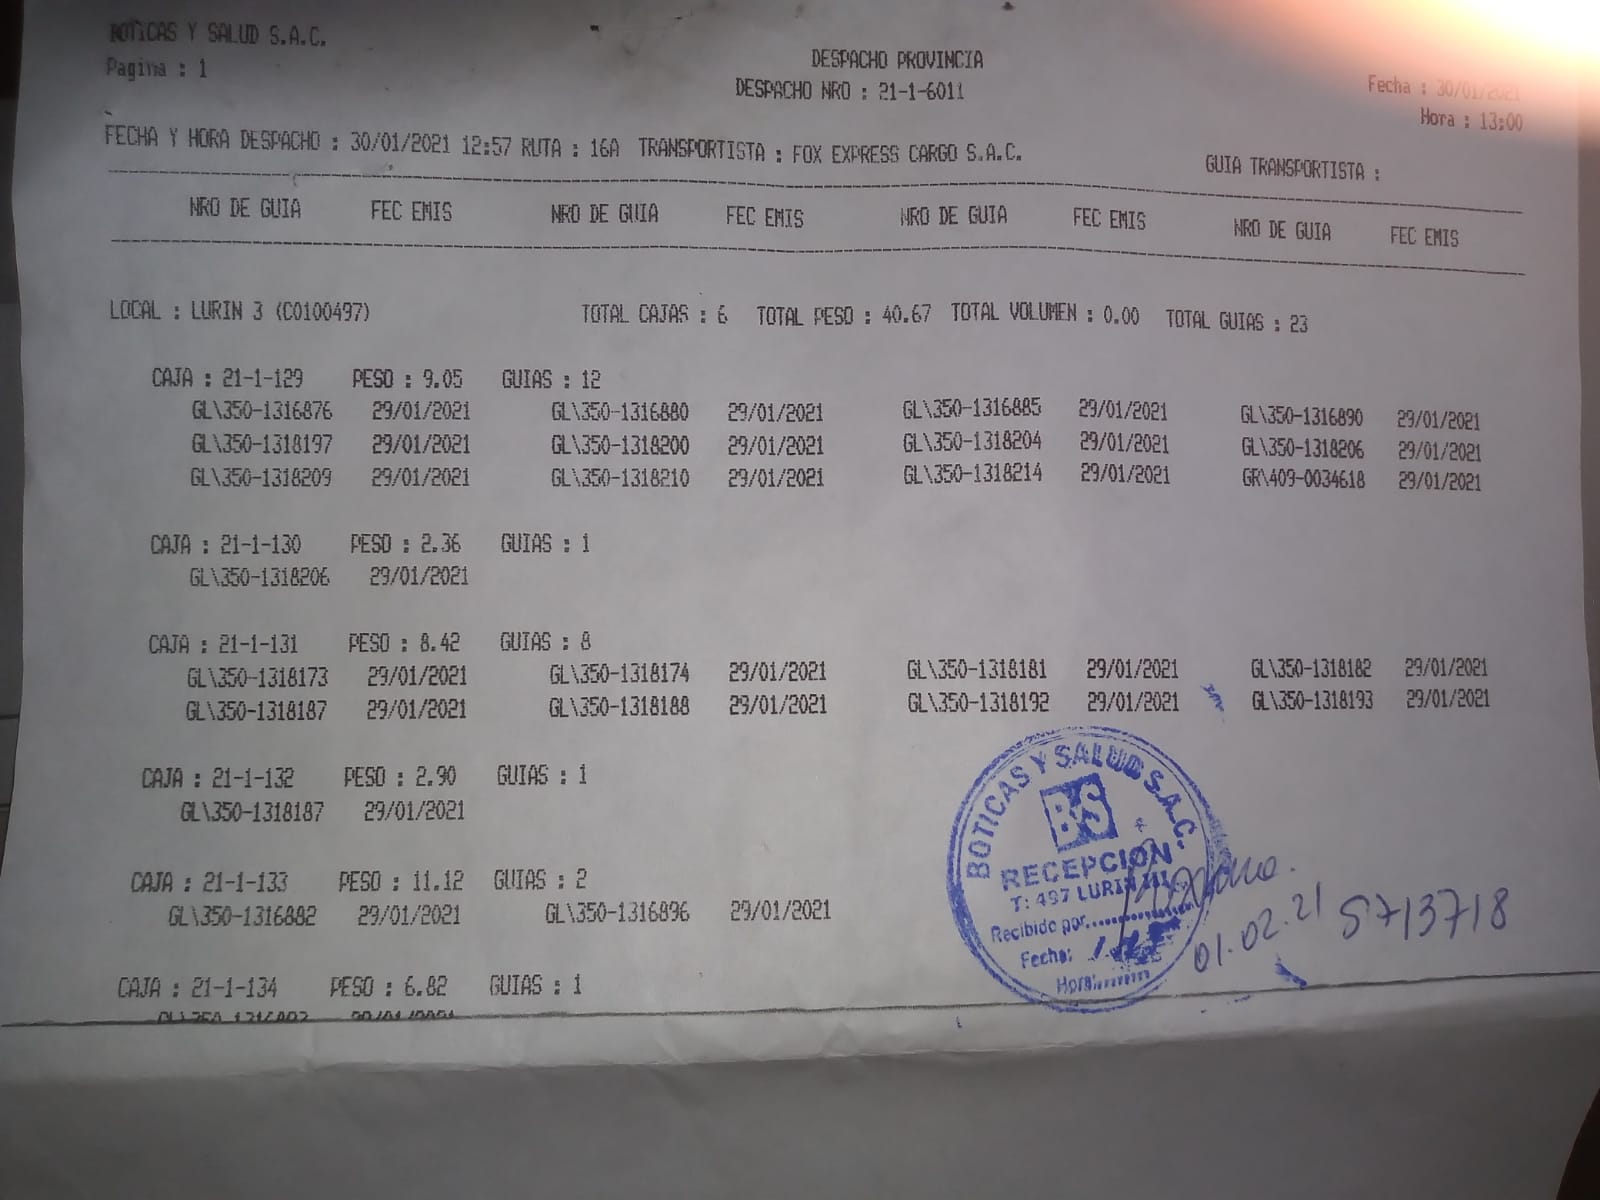 BOTICAS Y SALUD S.A.C.
Pagina : 1
DESPACHO PROVINCIA
DESPACHO NRO : 21-1-6011
Fecha : 30/01/2021
Hora : 13:00
FECHA Y HORA DESPACHO : 30/01/2021 12:57 RUTA : 16A TRANSPORTISTA : FOX EXPRESS CARGO S.A.C. GUIA TRANSPORTISTA :
NRO DE GUIA FEC EMIS NRO DE GUIA FEC EMIS NRO DE GUIA FEC EMIS NRO DE GUIA FEC EMIS
LOCAL : LURIN 3 (C0100497) TOTAL CAJAS : 6 TOTAL PESO : 40.67 TOTAL VOLUMEN : 0.00 TOTAL GUIAS : 23
CAJA : 21-1-129 PESO : 9.05 GUIAS : 12
GL\350-1316876 29/01/2021 GL\350-1316880 29/01/2021 GL\350-1316885 29/01/2021 GL\350-1316890 29/01/2021
GL\350-1318197 29/01/2021 GL\350-1318200 29/01/2021 GL\350-1318204 29/01/2021 GL\350-1318206 29/01/2021
GL\350-1318209 29/01/2021 GL\350-1318210 29/01/2021 GL\350-1318214 29/01/2021 GR\409-0034618 29/01/2021
CAJA : 21-1-130 PESO : 2.36 GUIAS : 1
GL\350-1318206 29/01/2021
CAJA : 21-1-131 PESO : 8.42 GUIAS : 8
GL\350-1318173 29/01/2021 GL\350-1318174 29/01/2021 GL\350-1318181 29/01/2021 GL\350-1318182 29/01/2021
GL\350-1318187 29/01/2021 GL\350-1318188 29/01/2021 GL\350-1318192 29/01/2021 GL\350-1318193 29/01/2021
CAJA : 21-1-132 PESO : 2.90 GUIAS : 1
GL\350-1318187 29/01/2021
CAJA : 21-1-133 PESO : 11.12 GUIAS : 2
GL\350-1316882 29/01/2021 GL\350-1316896 29/01/2021
CAJA : 21-1-134 PESO : 6.82 GUIAS : 1
BOTICAS Y SALUD S.A.C.
BS
RECEPCION
T: 497 LURIN III
Recibido por
Fecha:
Hora:
01.02.21 5713718